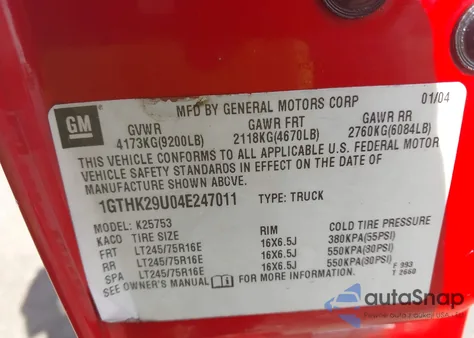 GM
MFD BY GENERAL MOTORS CORP 01/04
GVWR GAWR FRT GAWR RR
4173KG(9200LB) 2118KG(4670LB) 2760KG(6084LB)
THIS VEHICLE CONFORMS TO ALL APPLICABLE U.S. FEDERAL MOTOR
VEHICLE SAFETY STANDARDS IN EFFECT ON THE DATE OF
MANUFACTURE SHOWN ABOVE.
1GTHK29U04E247011 TYPE: TRUCK
MODEL: K25753
KACO TIRE SIZE RIM COLD TIRE PRESSURE
FRT LT245/75R16E 16X6.5J 380KPA(55PSI)
RR LT245/75R16E 16X6.5J 550KPA(80PSI)
SPA LT245/75R16E 16X6.5J 550KPA(80PSI)
SEE OWNER'S MANUAL FOR MORE INFORMATION. F 993
T 2660
autoSnap